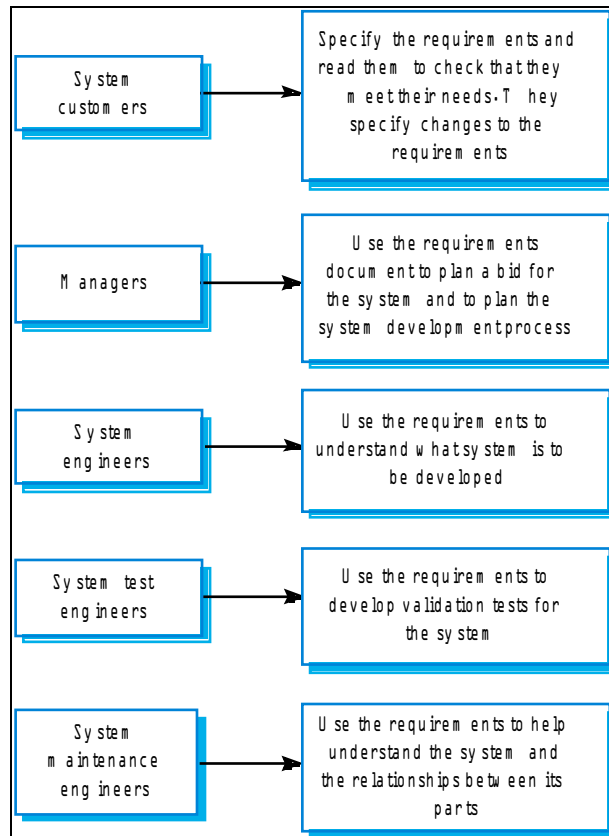 System
customers
Specify the requirements and
read them to check that they
meet their needs. They
specify changes to the
requirements
Managers
Use the requirements
document to plan a bid for
the system and to plan the
system development process
System
engineers
Use the requirements to
understand what system is to
be developed
System test
engineers
Use the requirements to
develop validation tests for
the system
System
maintenance
engineers
Use the requirements to help
understand the system and
the relationships between its
parts